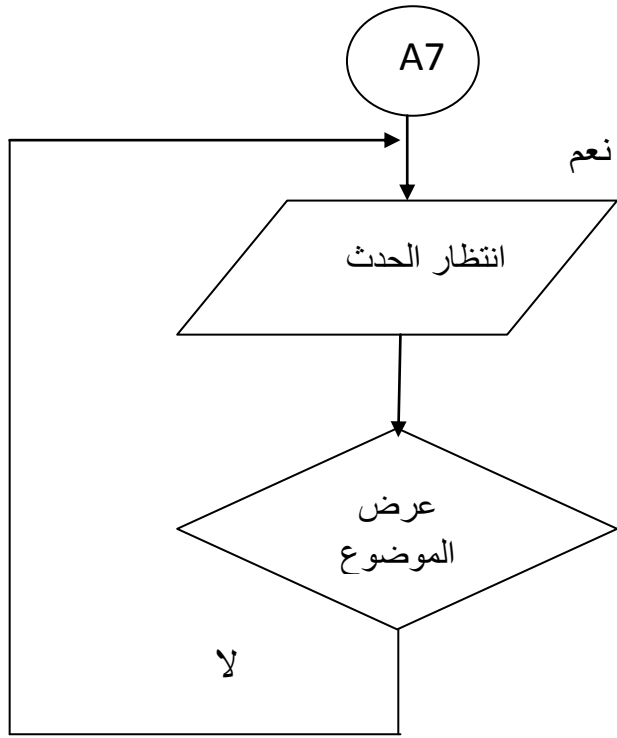 A7
نعم
انتظار الحدث
عرض
الموضوع
لا